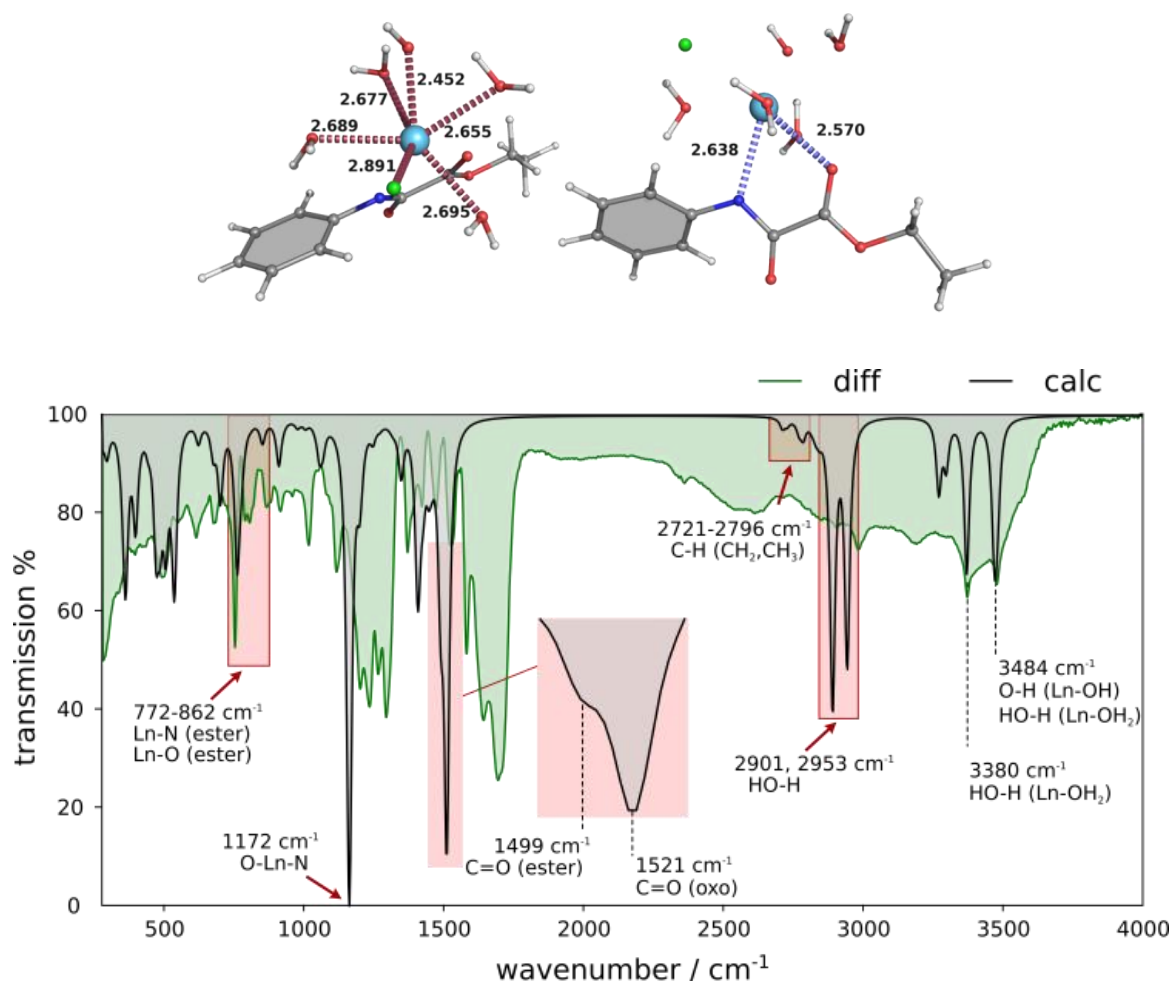 2.452
2.677
2.689
2.655
2.570
2.638
2.891
2.695
diff calc
100
80
60
40
20
0
transmission %
2721-2796 cm-1
C-H (CH2,CH3)
772-862 cm-1
Ln-N (ester)
Ln-O (ester)
3484 cm-1
O-H (Ln-OH)
HO-H (Ln-OH2)
2901, 2953 cm-1
HO-H
3380 cm-1
HO-H (Ln-OH2)
1172 cm-1
O-Ln-N
1499 cm-1
C=O (ester)
1521 cm-1
C=O (oxo)
500 1000 1500 2000 2500 3000 3500 4000
wavenumber / cm-1